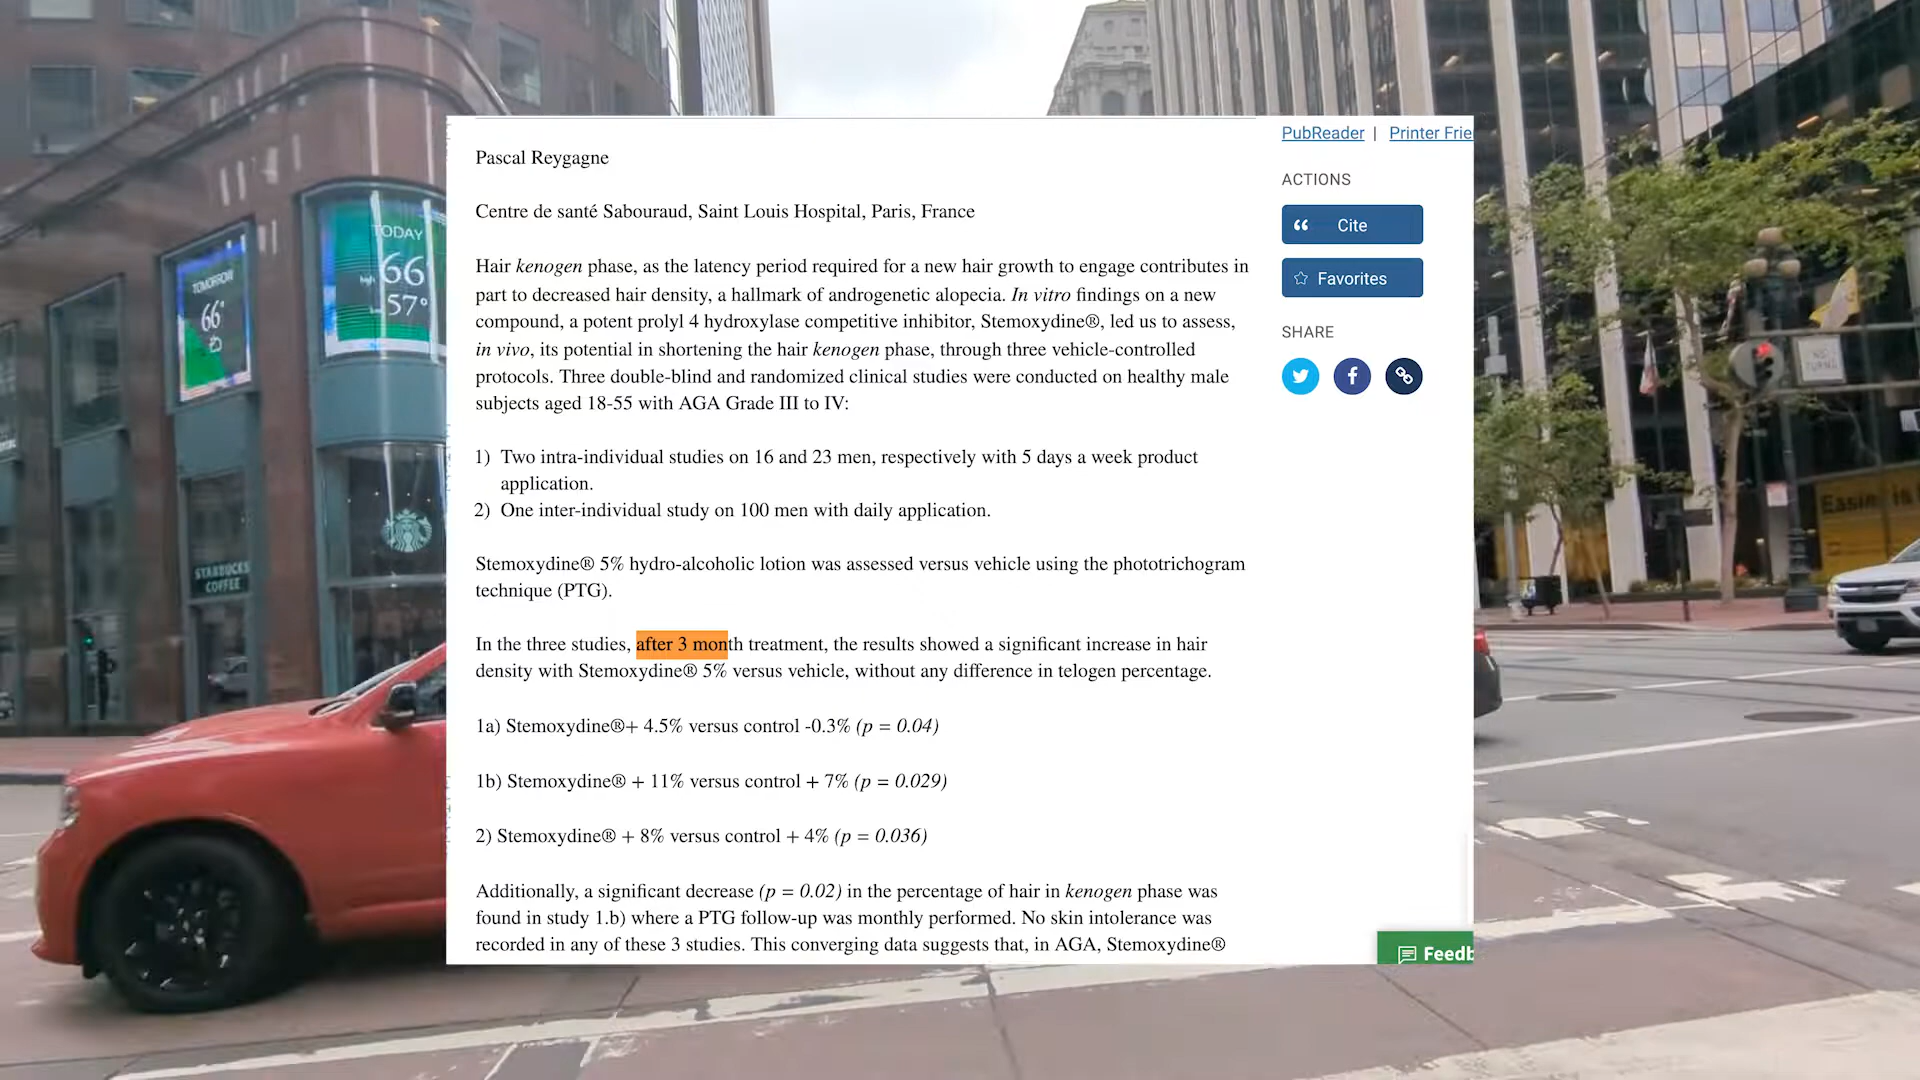 PubReader | Printer Frie
Pascal Reygagne
ACTIONS
Centre de santé Sabouraud, Saint Louis Hospital, Paris, France
Cite
TODAY
TOMORROW
high 66°
57°
66°
Hair kenogen phase, as the latency period required for a new hair growth to engage contributes in
part to decreased hair density, a hallmark of androgenetic alopecia. In vitro findings on a new
compound, a potent prolyl 4 hydroxylase competitive inhibitor, Stemoxydine®, led us to assess,
in vivo, its potential in shortening the hair kenogen phase, through three vehicle-controlled
protocols. Three double-blind and randomized clinical studies were conducted on healthy male
subjects aged 18-55 with AGA Grade III to IV:
Favorites
SHARE
1) Two intra-individual studies on 16 and 23 men, respectively with 5 days a week product
application.
2) One inter-individual study on 100 men with daily application.
STARBUCKS
COFFEE
Stemoxydine® 5% hydro-alcoholic lotion was assessed versus vehicle using the phototrichogram
technique (PTG).
In the three studies, after 3 month treatment, the results showed a significant increase in hair
density with Stemoxydine® 5% versus vehicle, without any difference in telogen percentage.
1a) Stemoxydine®+ 4.5% versus control -0.3% (p = 0.04)
1b) Stemoxydine® + 11% versus control + 7% (p = 0.029)
2) Stemoxydine® + 8% versus control + 4% (p = 0.036)
Additionally, a significant decrease (p = 0.02) in the percentage of hair in kenogen phase was
found in study 1.b) where a PTG follow-up was monthly performed. No skin intolerance was
recorded in any of these 3 studies. This converging data suggests that, in AGA, Stemoxydine®
Feedb